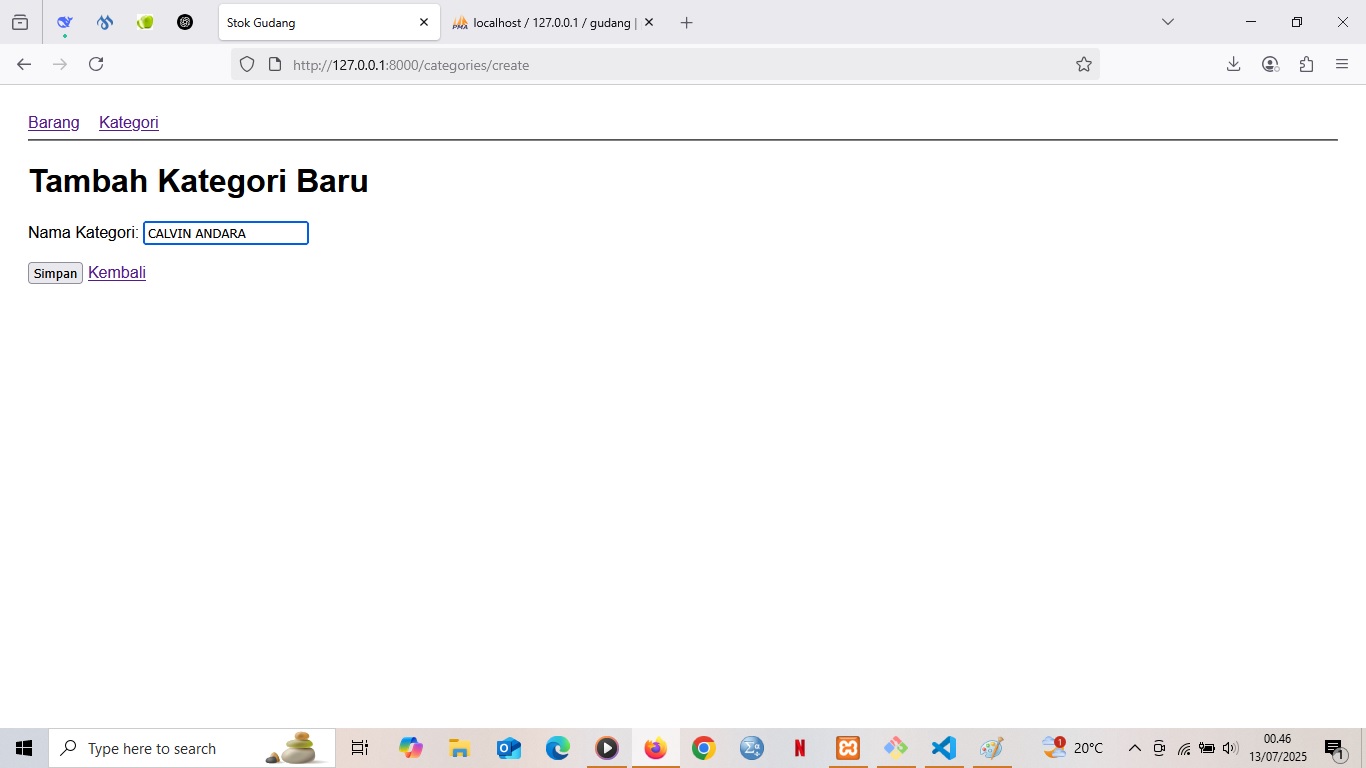 Stok Gudang
localhost / 127.0.0.1 / gudang |
http://127.0.0.1:8000/categories/create
Barang Kategori
Tambah Kategori Baru
Nama Kategori: CALVIN ANDARA
Simpan Kembali
Type here to search
1
20°C
00.46
13/07/2025
1